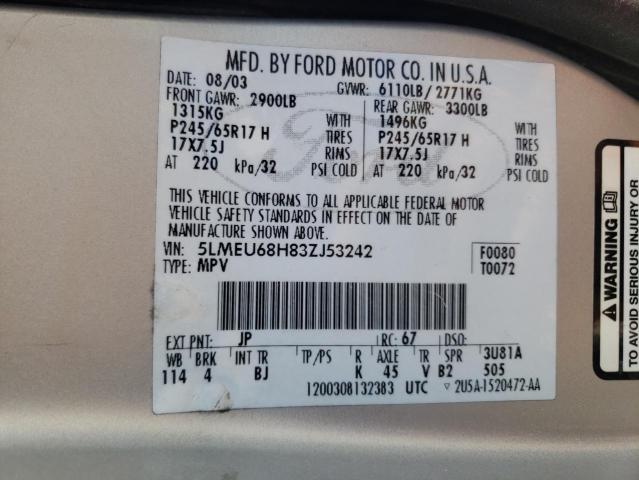 MFD. BY FORD MOTOR CO. IN U.S.A.
DATE: 08/03 GVWR: 6110LB/2771KG
FRONT GAWR: 2900LB REAR GAWR: 3300LB
1315KG WITH 1496KG WITH
P245/65R17 H TIRES P245/65R17 H TIRES
17X7.5J RIMS 17X7.5J RIMS
AT 220 kPa/32 PSI COLD AT 220 kPa/32 PSI COLD
Ford
THIS VEHICLE CONFORMS TO ALL APPLICABLE FEDERAL MOTOR
VEHICLE SAFETY STANDARDS IN EFFECT ON THE DATE OF
MANUFACTURE SHOWN ABOVE.
VIN: 5LMEU68H83ZJ53242 F0080
TYPE: MPV T0072
EXT PNT: JP RC: 67 DSO:
WB BRK INT TR TP/PS R AXLE TR SPR 3U81A
114 4 BJ K 45 V B2 505
1200308132383 UTC ▽ 2U5A-1520472-AA
WARNING
TO AVOID SERIOUS INJURY OR